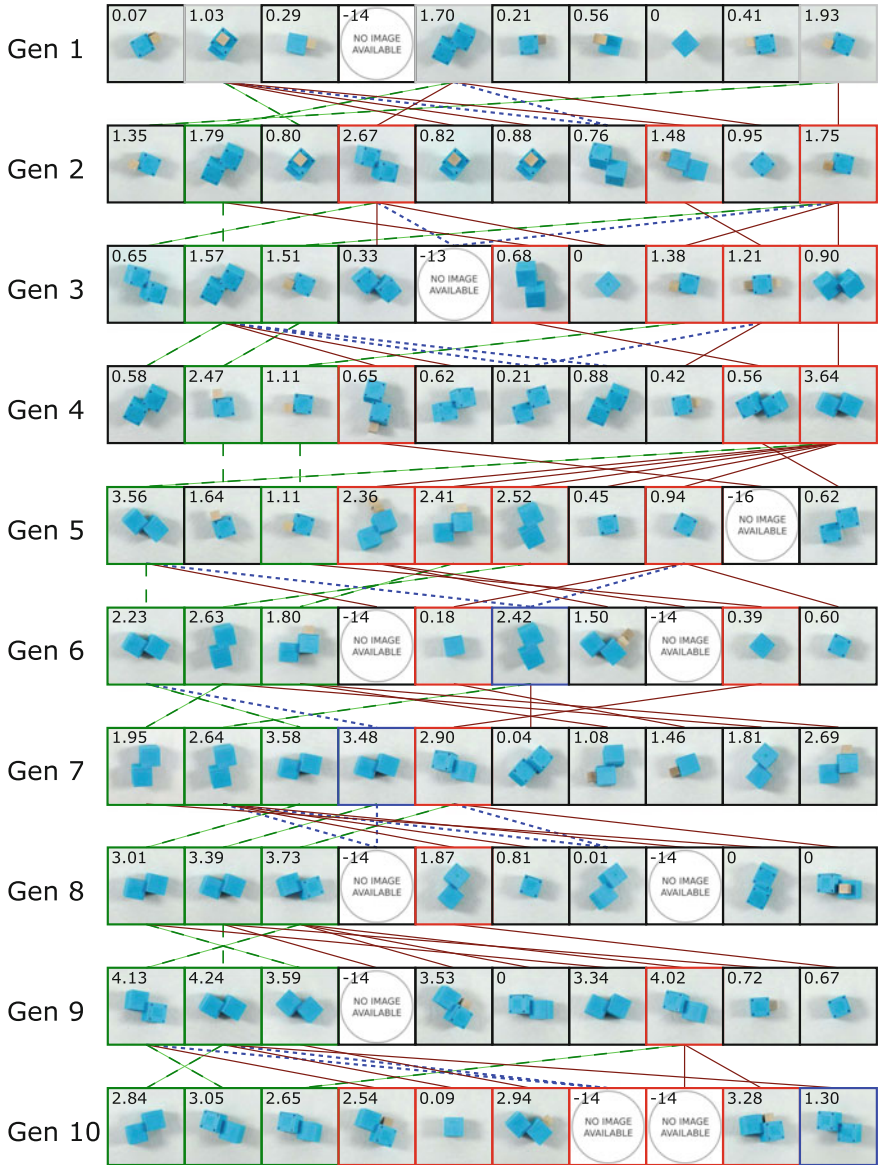 Gen 1 0.07 1.03 0.29 -14 1.70 0.21 0.56 0 0.41 1.93
NO IMAGE
AVAILABLE
Gen 2 1.35 1.79 0.80 2.67 0.82 0.88 0.76 1.48 0.95 1.75
Gen 3 0.65 1.57 1.51 0.33 -13 0.68 0 1.38 1.21 0.90
NO IMAGE
AVAILABLE
Gen 4 0.58 2.47 1.11 0.65 0.62 0.21 0.88 0.42 0.56 3.64
Gen 5 3.56 1.64 1.11 2.36 2.41 2.52 0.45 0.94 -16 0.62
NO IMAGE
AVAILABLE
Gen 6 2.23 2.63 1.80 -14 0.18 2.42 1.50 -14 0.39 0.60
NO IMAGE NO IMAGE
AVAILABLE AVAILABLE
Gen 7 1.95 2.64 3.58 3.48 2.90 0.04 1.08 1.46 1.81 2.69
Gen 8 3.01 3.39 3.73 -14 1.87 0.81 0.01 -14 0 0
NO IMAGE NO IMAGE
AVAILABLE AVAILABLE
Gen 9 4.13 4.24 3.59 -14 3.53 0 3.34 4.02 0.72 0.67
NO IMAGE
AVAILABLE
Gen 10 2.84 3.05 2.65 2.54 0.09 2.94 -14 -14 3.28 1.30
NO IMAGE NO IMAGE
AVAILABLE AVAILABLE